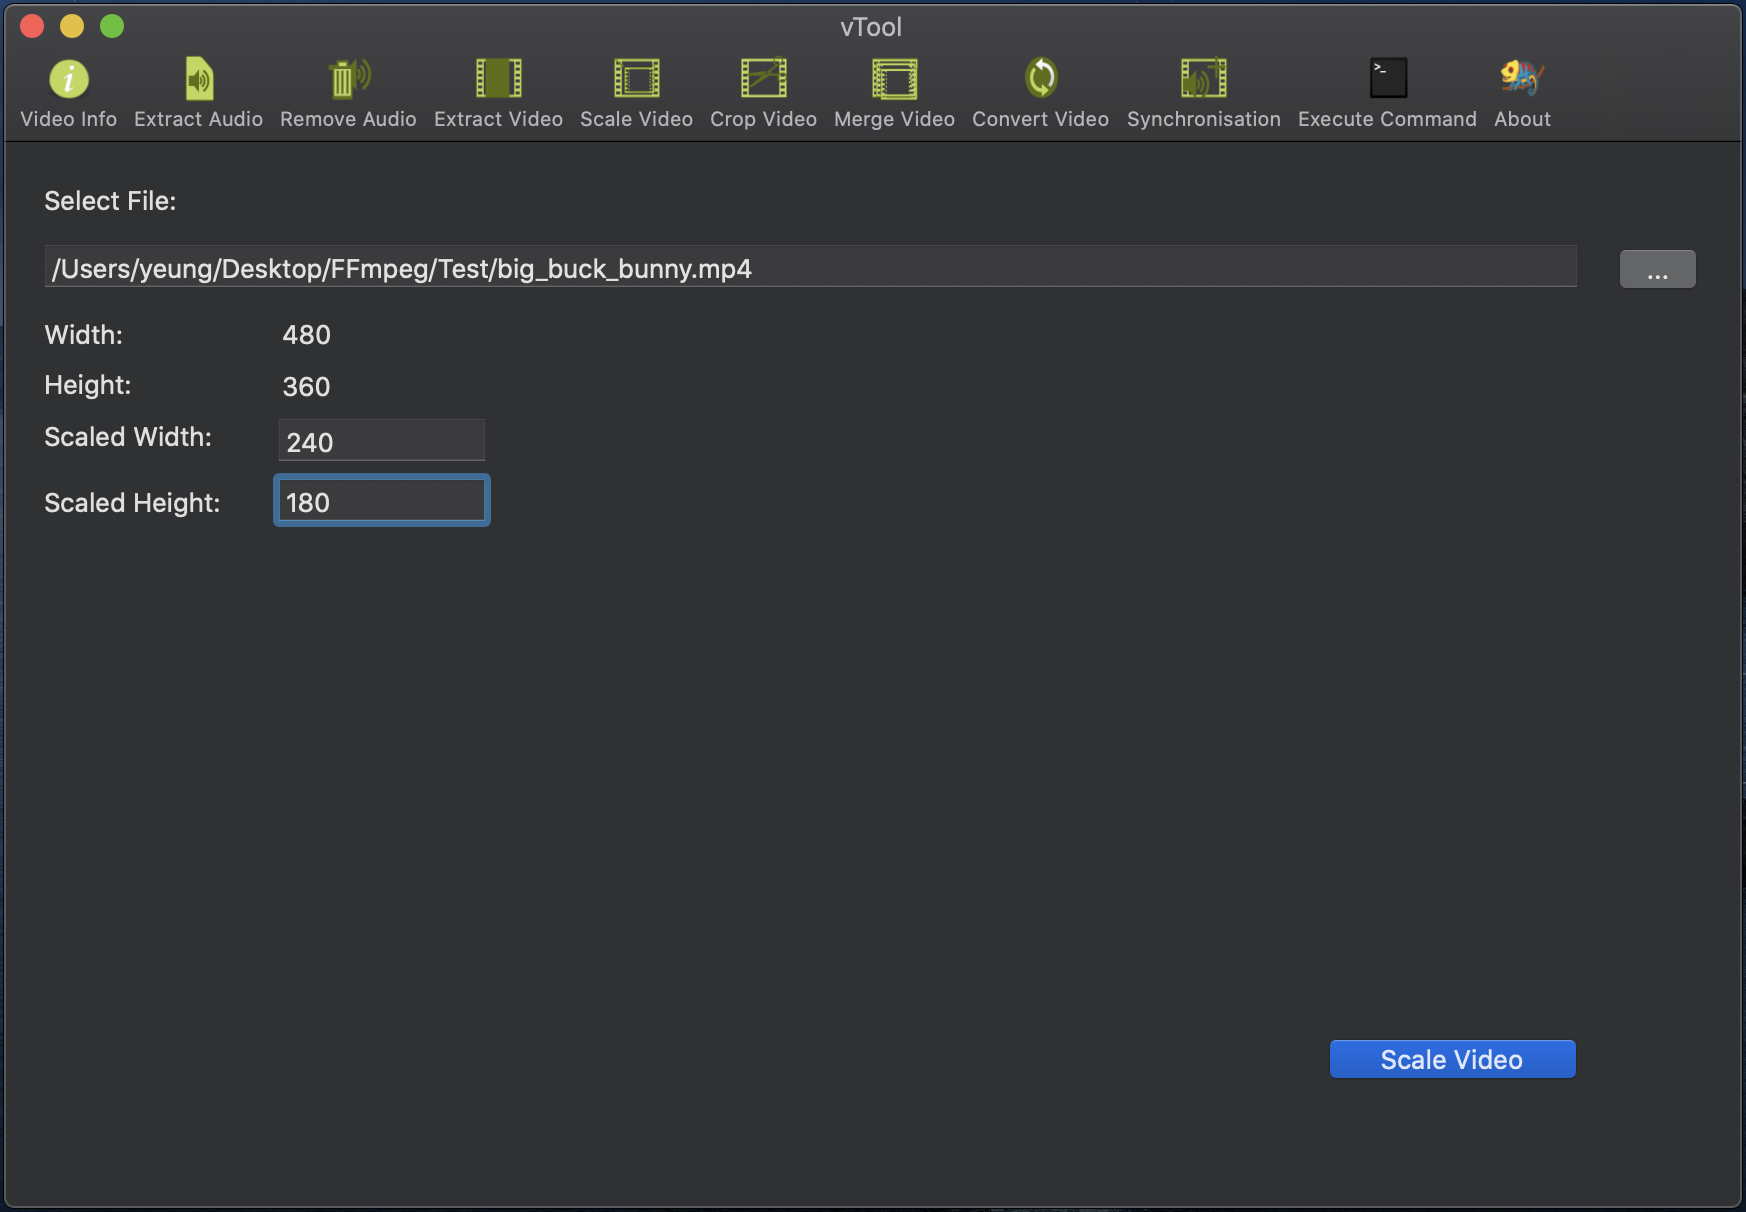 vTool
Video Info Extract Audio Remove Audio Extract Video Scale Video Crop Video Merge Video Convert Video Synchronisation Execute Command About
Select File:
/Users/yeung/Desktop/FFmpeg/Test/big_buck_bunny.mp4 ...
Width: 480
Height: 360
Scaled Width: 240
Scaled Height: 180
Scale Video